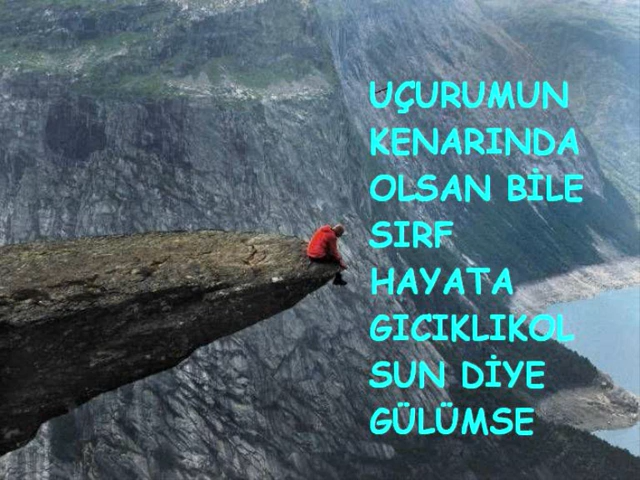 UÇURUMUN
KENARINDA
OLSAN BİLE
SIRF
HAYATA
GICIKLIKOL
SUN DİYE
GÜLÜMSE